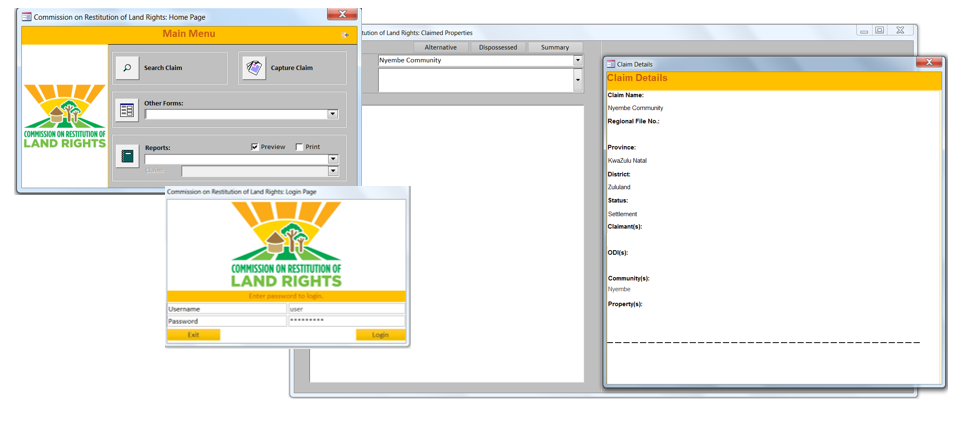 Commission on Restitution of Land Rights: Home Page
Main Menu
Search Claim
Capture Claim
Other Forms:
Reports:
Preview
Print
COMMISSION ON RESTITUTION OF
LAND RIGHTS
tution of Land Rights: Claimed Properties
Alternative
Dispossessed
Summary
Nyembe Community
Commission on Restitution of Land Rights: Login Page
COMMISSION ON RESTITUTION OF
LAND RIGHTS
Enter password to login.
Username
user
Password
*********
Exit
Login
Claim Details
Claim Details
Claim Name:
Nyembe Community
Regional File No.:
Province:
KwaZulu Natal
District:
Zululand
Status:
Settlement
Claimant(s):
ODI(s):
Community(s):
Nyembe
Property(s):